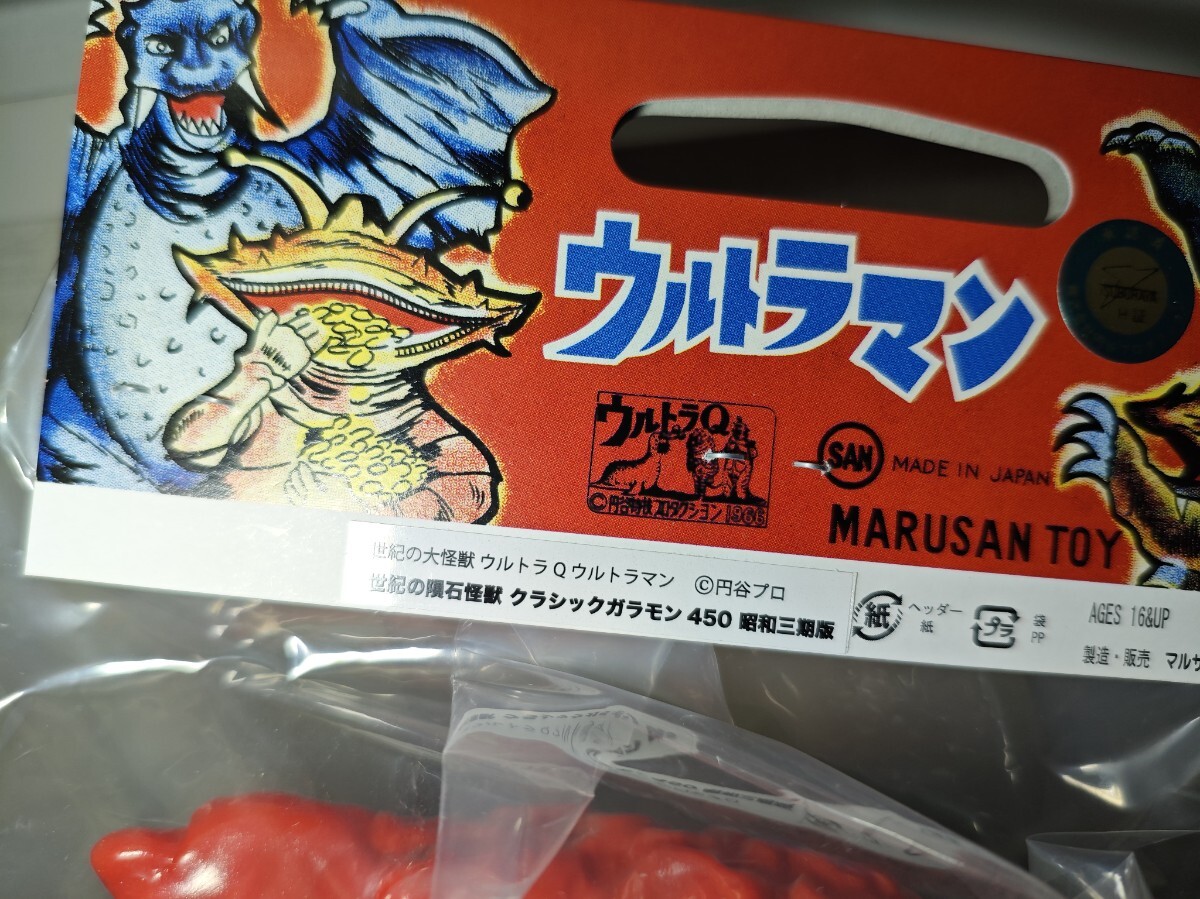 ウルトラマン
ウルトラQ
©円谷特技プロダクション1966
SAN
MADE IN JAPAN
MARUSAN TOY
世紀の大怪獣 ウルトラQウルトラマン ©円谷プロ
世紀の隕石怪獣 クラシックガラモン 450 昭和三期版
紙
ヘッダー
紙
プラ
袋
PP
AGES 16&UP
製造・販売 マルサ